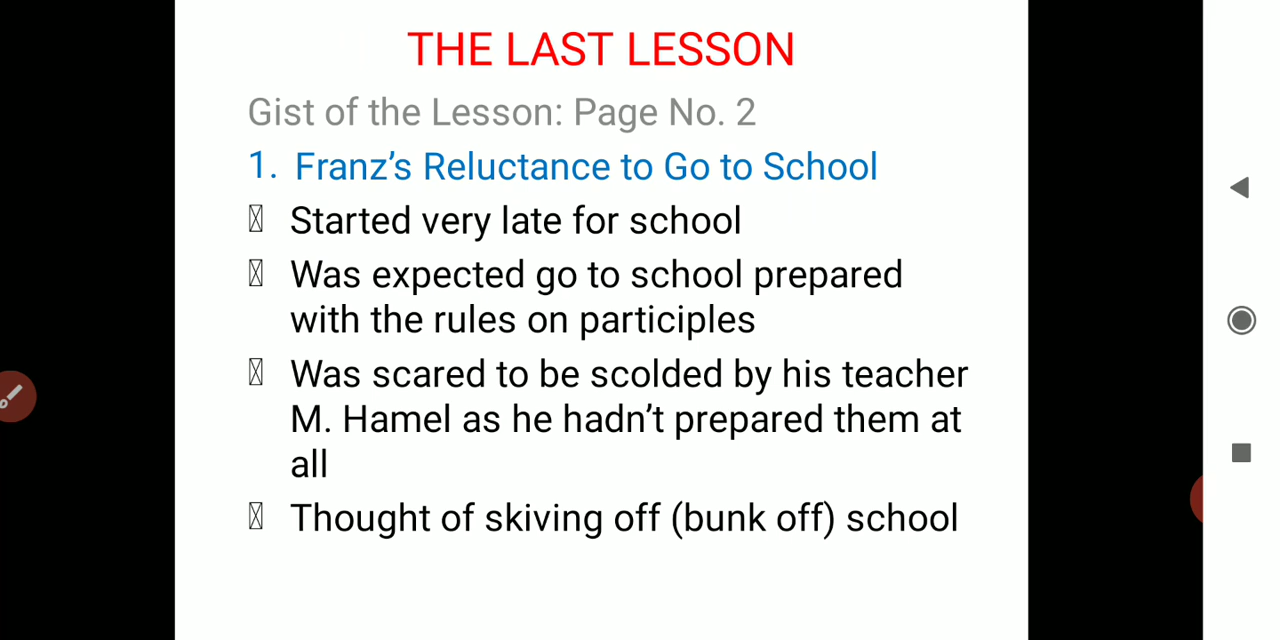 THE LAST LESSON
Gist of the Lesson: Page No. 2
1. Franz’s Reluctance to Go to School
Started very late for school
Was expected go to school prepared
with the rules on participles
Was scared to be scolded by his teacher
M. Hamel as he hadn’t prepared them at
all
Thought of skiving off (bunk off) school